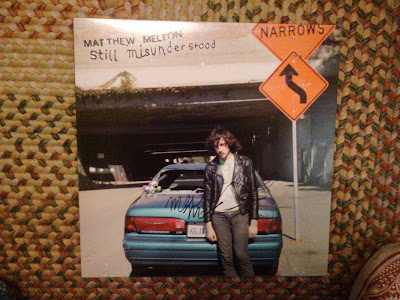 MATTHEW MELTON
Still misunderstood
NARROWS